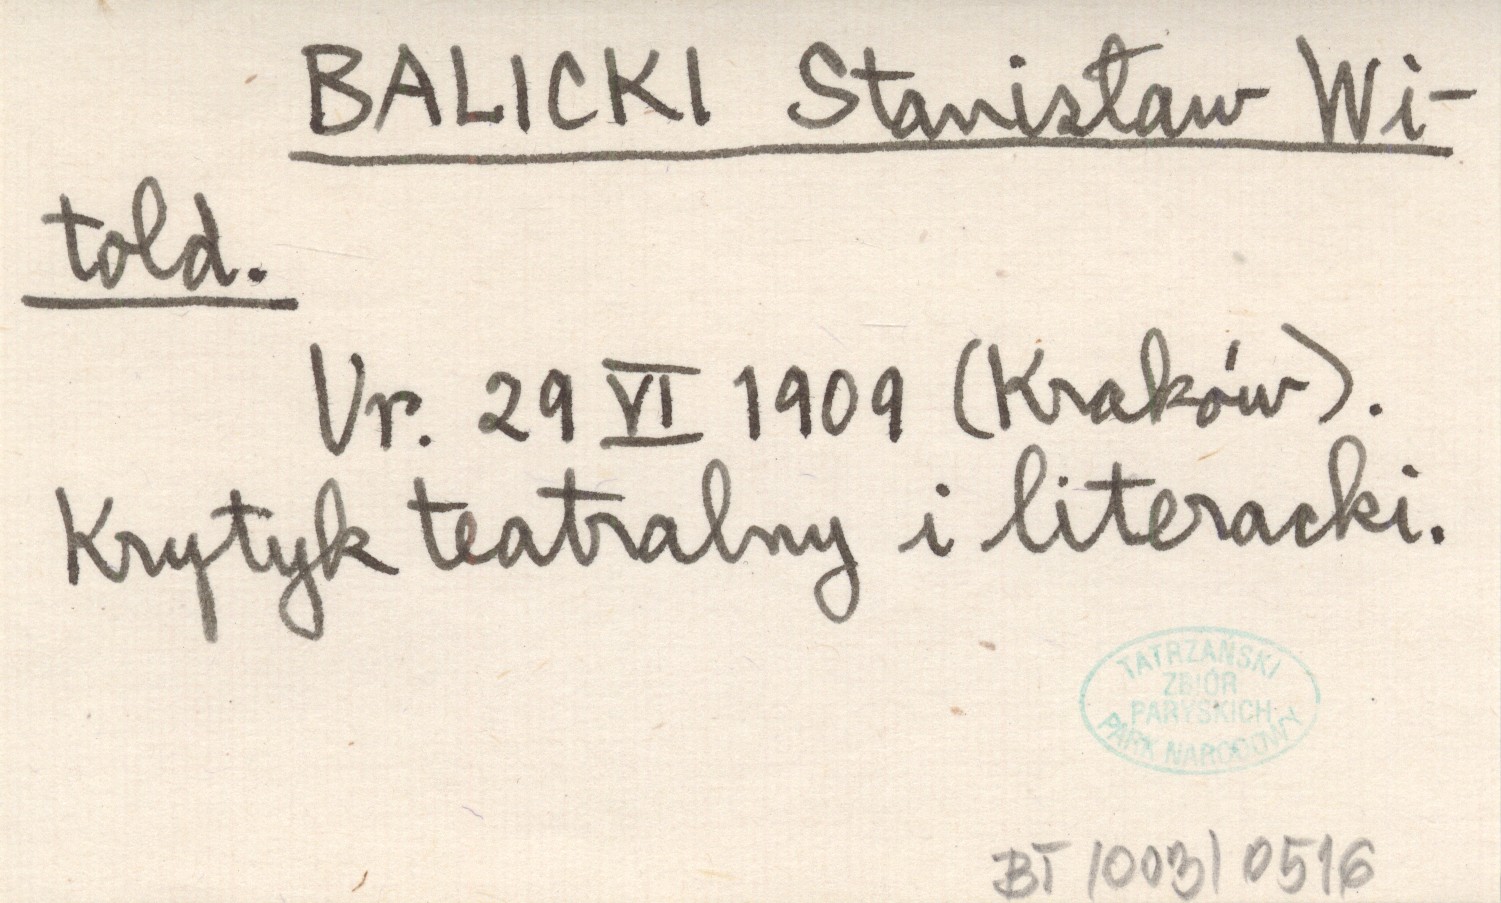 BALICKI Stanisław Wi-
told.
Ur. 29 VI 1909 (Kraków).
Krytyk teatralny i literacki.
TATRZAŃSKI
ZBIÓR
PARYSKICH
PARK NARODOWY
BT /003/ 0516